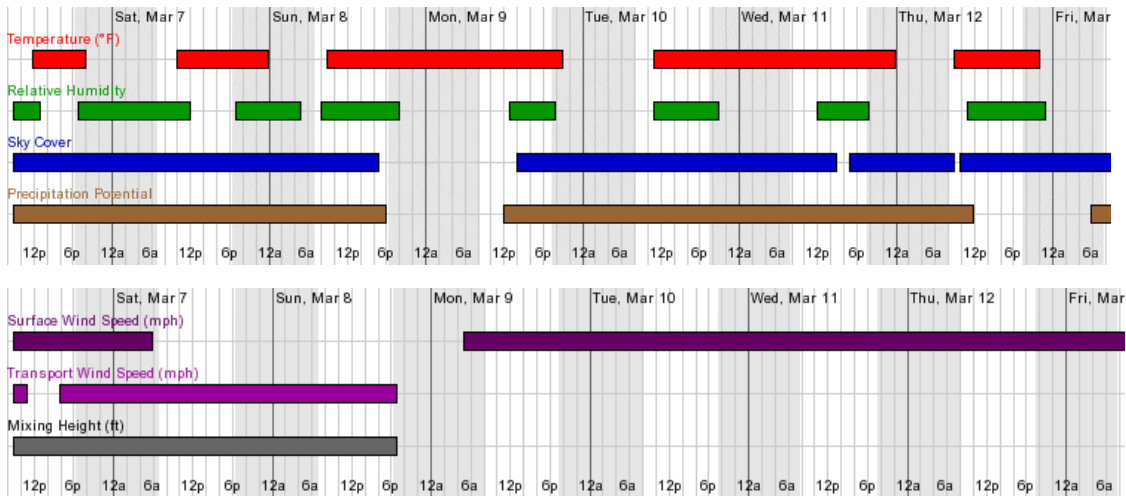 Sat, Mar 7 Sun, Mar 8 Mon, Mar 9 Tue, Mar 10 Wed, Mar 11 Thu, Mar 12 Fri, Mar
Temperature (°F)
Relative Humidity
Sky Cover
Precipitation Potential
12p 6p 12a 6a 12p 6p 12a 6a 12p 6p 12a 6a 12p 6p 12a 6a 12p 6p 12a 6a 12p 6p 12a 6a 12p 6p 12a 6a
Sat, Mar 7 Sun, Mar 8 Mon, Mar 9 Tue, Mar 10 Wed, Mar 11 Thu, Mar 12 Fri, Mar
Surface Wind Speed (mph)
Transport Wind Speed (mph)
Mixing Height (ft)
12p 6p 12a 6a 12p 6p 12a 6a 12p 6p 12a 6a 12p 6p 12a 6a 12p 6p 12a 6a 12p 6p 12a 6a 12p 6p 12a 6a